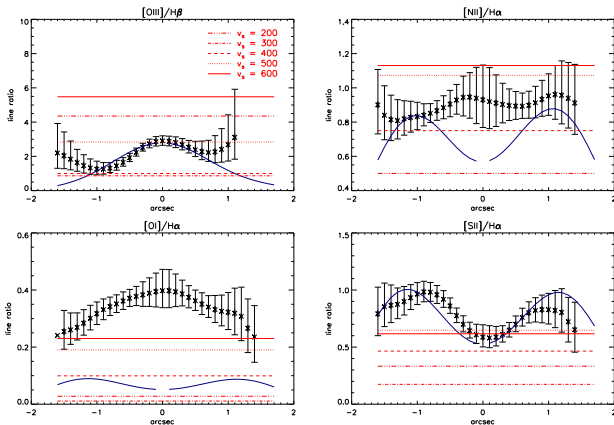 [OIII]/Hβ
[NII]/Hα
10
8
6
4
2
0
line ratio
v_s = 200
v_s = 300
v_s = 400
v_s = 500
v_s = 600
-2
-1
0
1
2
arcsec
1.4
1.2
1.0
0.8
0.6
0.4
line ratio
-2
-1
0
1
2
arcsec
[OI]/Hα
[SII]/Hα
0.6
0.4
0.2
0.0
line ratio
-2
-1
0
1
2
arcsec
1.5
1.0
0.5
0.0
line ratio
-2
-1
0
1
2
arcsec